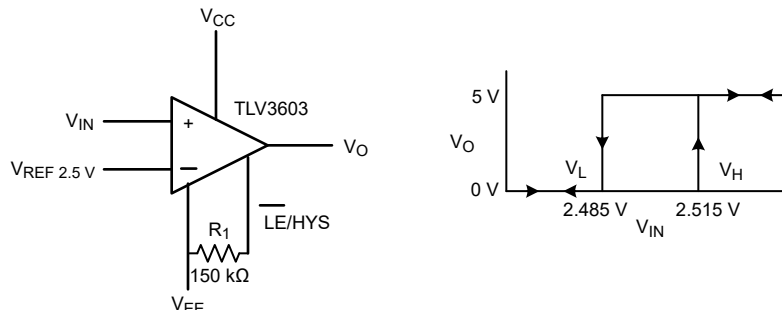 VCC
TLV3603
VIN
+
VREF 2.5 V
−
VO
LE/HYS
R1
150 kΩ
VEE
5 V
VO
VL
VH
0 V
2.485 V
2.515 V
VIN